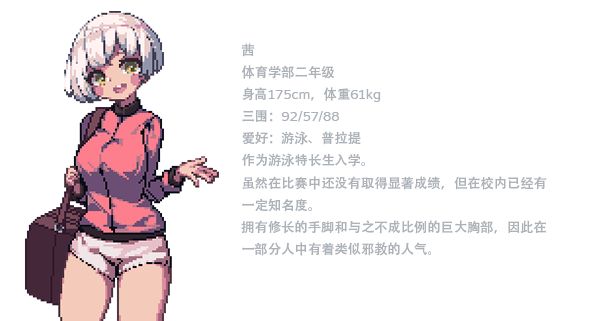 茜
体育学部二年级
身高175cm，体重61kg
三围：92/57/88
爱好：游泳、普拉提
作为游泳特长生入学。
虽然在比赛中还没有取得显著成绩，但在校内已经有
一定知名度。
拥有修长的手脚和与之不成比例的巨大胸部，因此在
一部分人中有着类似邪教的人气。